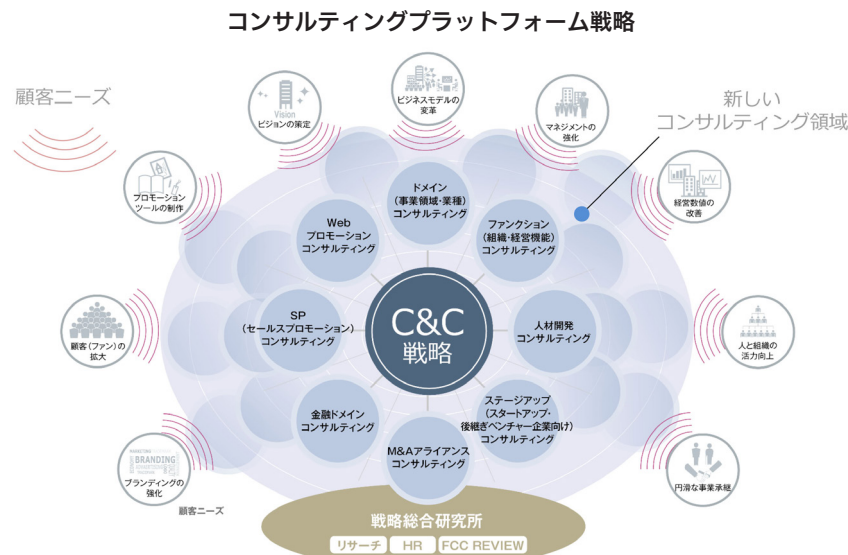 コンサルティングプラットフォーム戦略
顧客ニーズ
新しい
コンサルティング領域
Vision
ビジョンの策定
ビジネスモデルの
変革
マネジメントの
強化
経営数値の
改善
プロモーション
ツールの制作
顧客(ファン)の
拡大
人と組織の
活力向上
BRANDING
ブランディングの
強化
円滑な事業承継
顧客ニーズ
ドメイン
(事業領域・業種)
コンサルティング
Web
プロモーション
コンサルティング
ファンクション
(組織・経営機能)
コンサルティング
SP
(セールスプロモーション)
コンサルティング
C&C
戦略
人材開発
コンサルティング
金融ドメイン
コンサルティング
ステージアップ
(スタートアップ・
後継ぎベンチャー企業向け)
コンサルティング
M&Aアライアンス
コンサルティング
戦略総合研究所
リサーチ
HR
FCC REVIEW